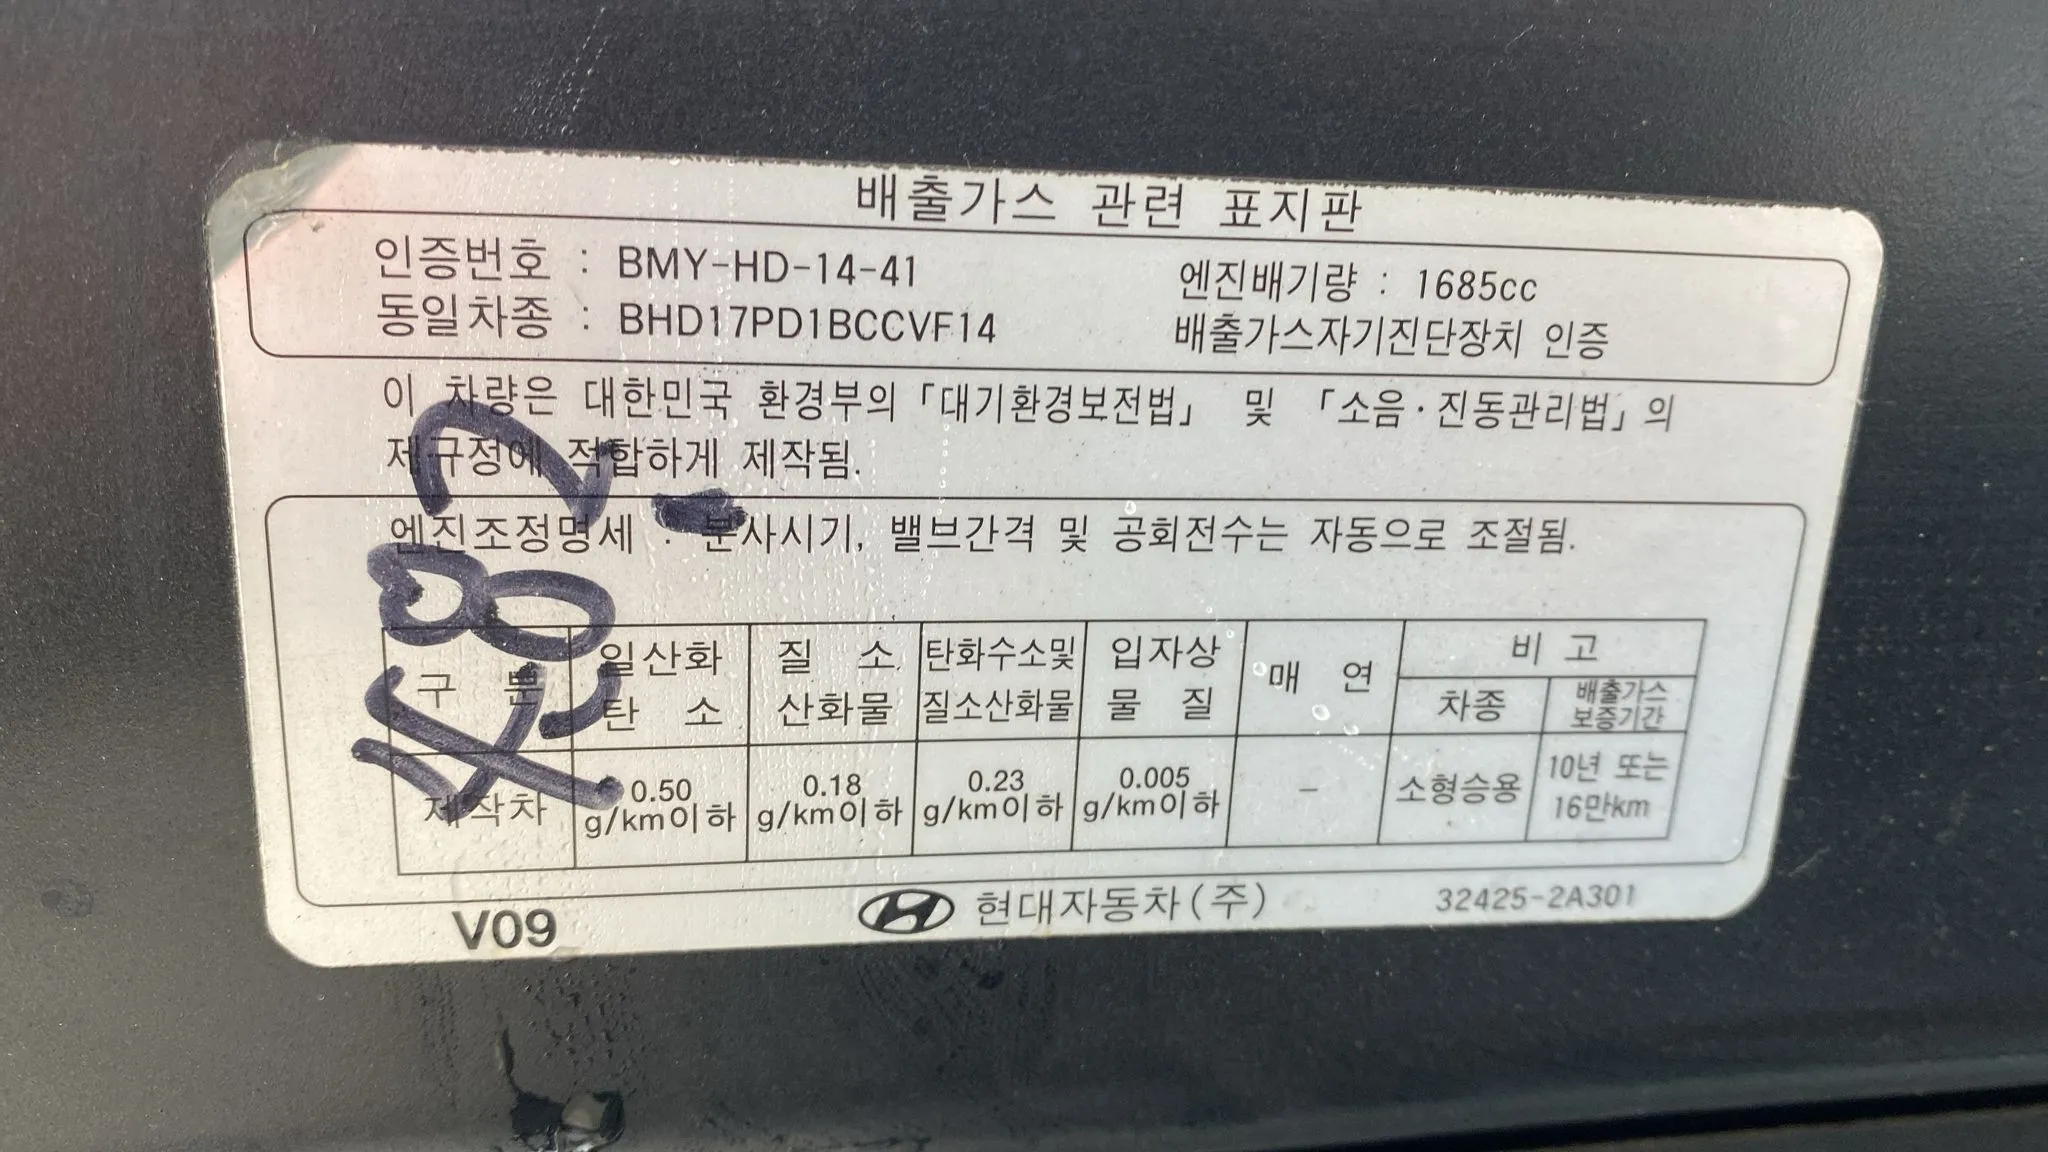 배출가스 관련 표지판
인증번호 : BMY-HD-14-41
동일차종 : BHD17PD1BCCVF14
엔진배기량 : 1685cc
배출가스자기진단장치 인증
이 차량은 대한민국 환경부의 「대기환경보전법」 및 「소음·진동관리법」의
제규정에 적합하게 제작됨.
엔진조정명세 : 분사시기, 밸브간격 및 공회전수는 자동으로 조절됨.
구 분 일산화탄 소 질 소산화물 탄화수소및질소산화물 입자상물 질 매 연 비 고
차종 배출가스보증기간
제작차 0.50g/km이하 0.18g/km이하 0.23g/km이하 0.005g/km이하 - 소형승용 10년 또는16만km
V09 현대자동차(주) 32425-2A301